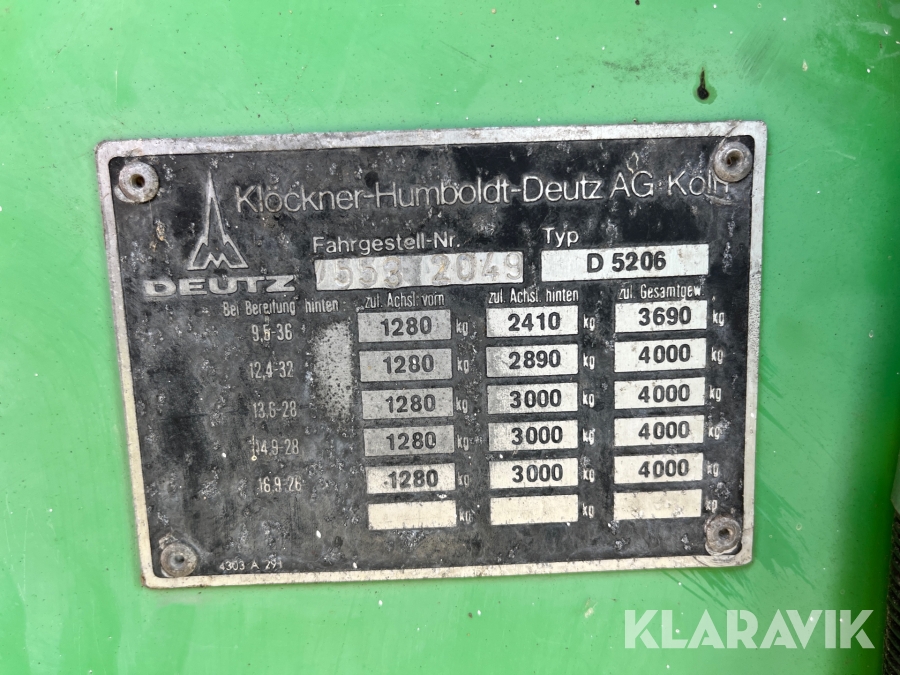 Klöckner-Humboldt-Deutz AG Köln
DEUTZ
Fahrgestell-Nr. Typ
D 5206
Bei Bereifung hinten zul. Achsl. vorn zul. Achsl. hinten zul. Gesamtgew.
9,5-36 1280 kg 2410 kg 3690 kg
12,4-32 1280 kg 2890 kg 4000 kg
13,6-28 1280 kg 3000 kg 4000 kg
14,9-28 1280 kg 3000 kg 4000 kg
16,9-26 1280 kg 3000 kg 4000 kg
kg kg kg
4303 A 291
KLARAVIK